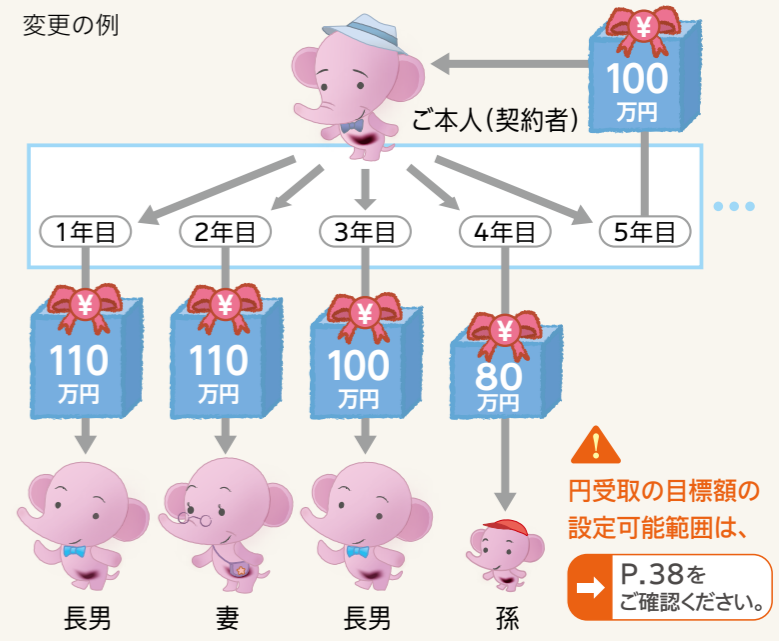 変更の例
¥
100
万円
ご本人(契約者)
1年目
2年目
3年目
4年目
5年目
•••
¥
110
万円
¥
110
万円
¥
100
万円
¥
80
万円
円受取の目標額の
設定可能範囲は、
P.38を
ご確認ください。
長男
妻
長男
孫